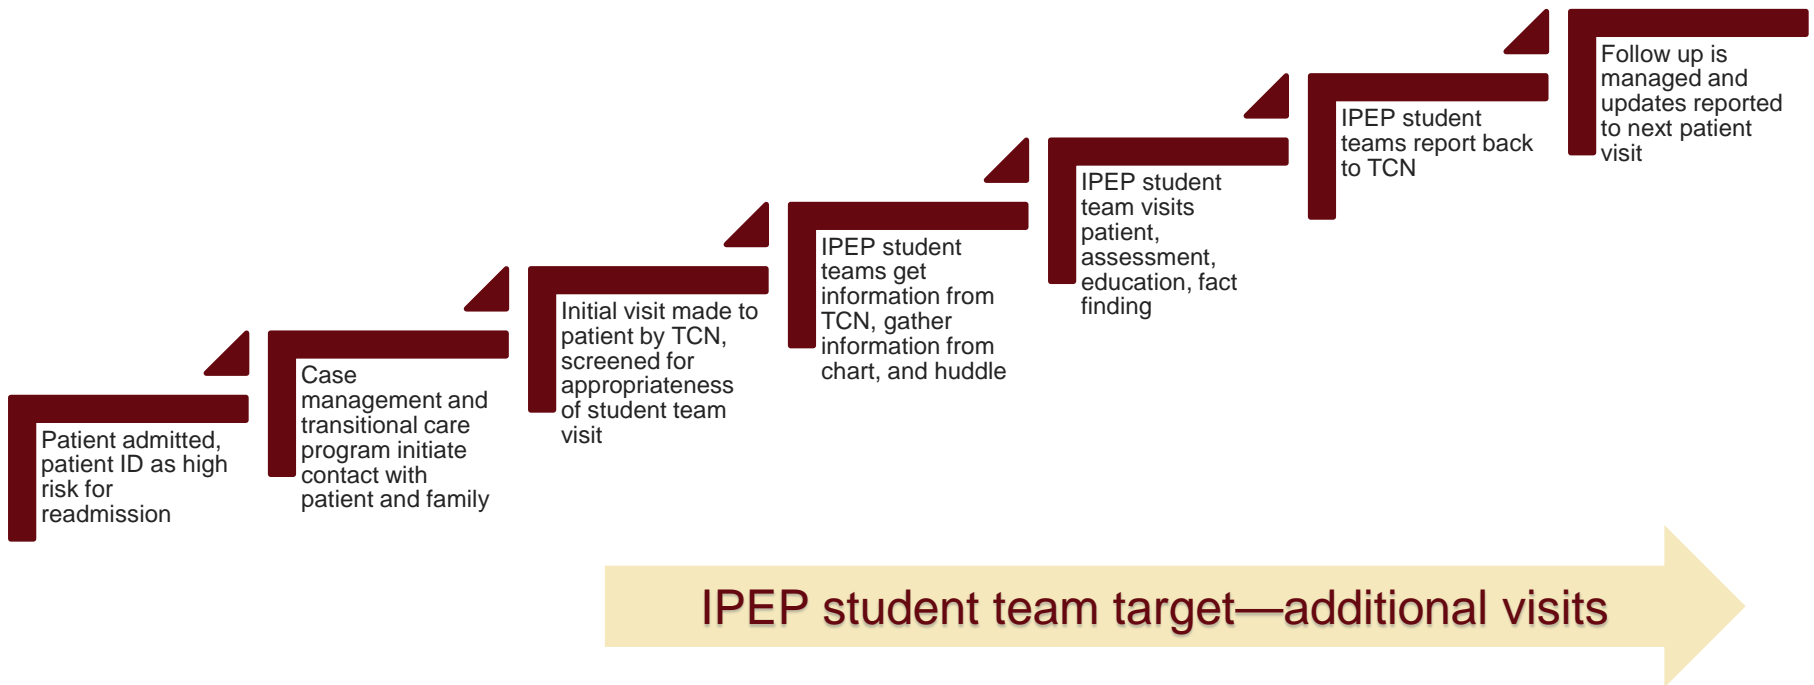 Patient admitted,
patient ID as high
risk for
readmission
Case
management and
transitional care
program initiate
contact with
patient and family
Initial visit made to
patient by TCN,
screened for
appropriateness
of student team
visit
IPEP student
teams get
information from
TCN, gather
information from
chart, and huddle
IPEP student
team visits
patient,
assessment,
education, fact
finding
IPEP student
teams report back
to TCN
Follow up is
managed and
updates reported
to next patient
visit
IPEP student team target—additional visits